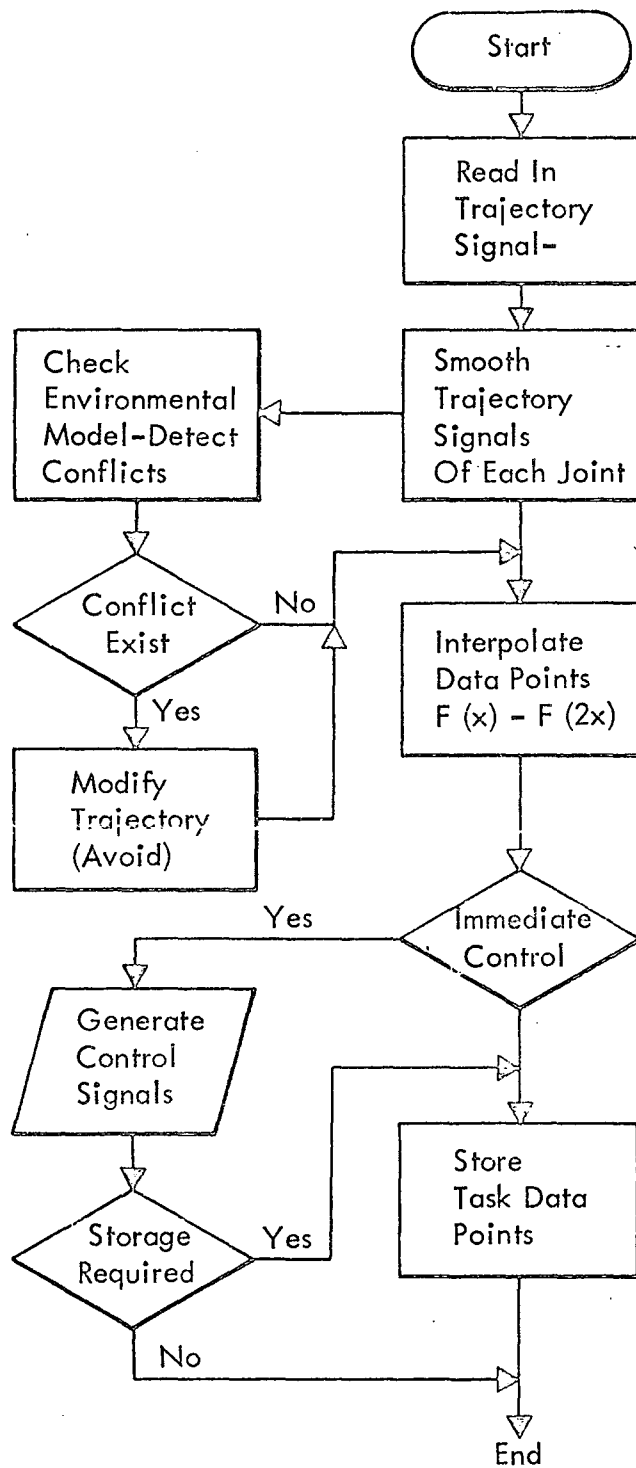 Start
Read In
Trajectory
Signal-
Smooth
Trajectory
Signals
Of Each Joint
Check
Environmental
Model-Detect
Conflicts
Conflict
Exist
No
Yes
Modify
Trajectory
(Avoid)
Interpolate
Data Points
F (x) - F (2x)
Immediate
Control
Yes
Generate
Control
Signals
Storage
Required
Yes
No
Store
Task Data
Points
End